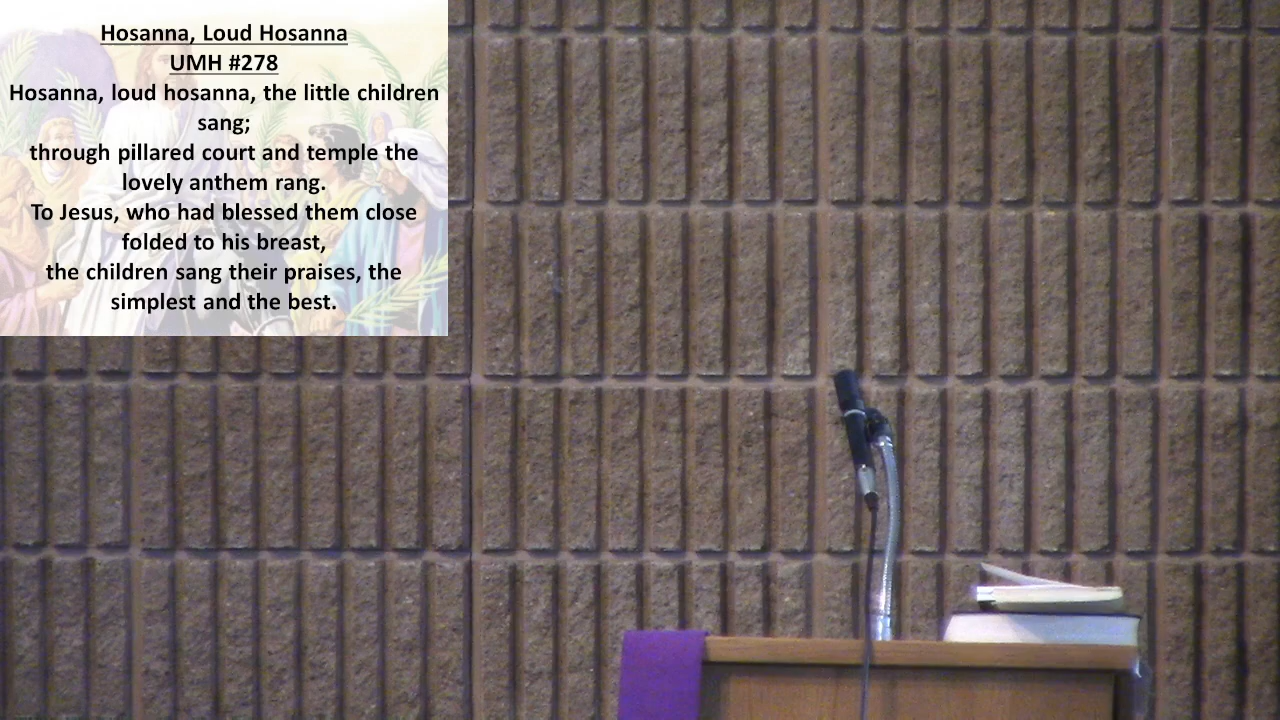 Hosanna, Loud Hosanna
UMH #278
Hosanna, loud hosanna, the little children
sang;
through pillared court and temple the
lovely anthem rang.
To Jesus, who had blessed them close
folded to his breast,
the children sang their praises, the
simplest and the best.